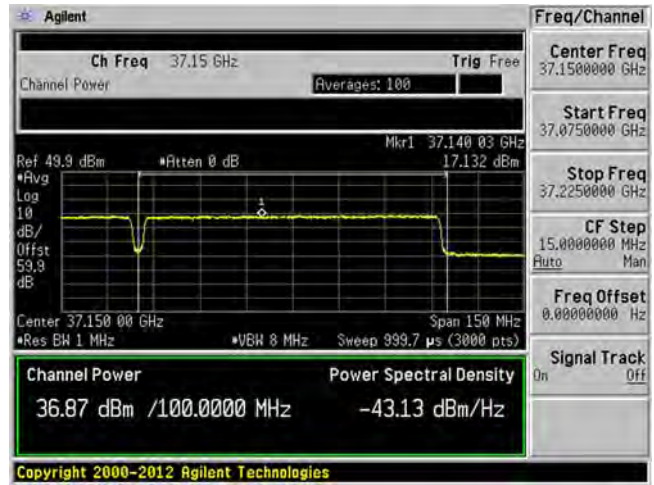 Agilent
Freq/Channel
Ch Freq 37.15 GHz Trig Free
Channel Power Averages: 100
Center Freq
37.1500000 GHz
Start Freq
37.0750000 GHz
Stop Freq
37.2250000 GHz
CF Step
15.0000000 MHz
Auto Man
Freq Offset
0.00000000 Hz
Signal Track
On Off
Mkr1 37.140 03 GHz
Ref 49.9 dBm *Atten 0 dB 17.132 dBm
*Avg
Log
10
dB/
Offst
59.9
dB
1
Center 37.150 00 GHz Span 150 MHz
*Res BW 1 MHz *VBW 8 MHz Sweep 999.7 µs (3000 pts)
Channel Power Power Spectral Density
36.87 dBm /100.0000 MHz -43.13 dBm/Hz
Copyright 2000-2012 Agilent Technologies